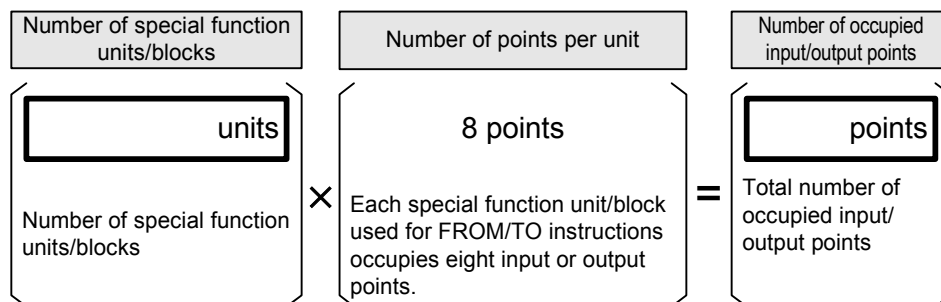 Number of special function
units/blocks
Number of points per unit
Number of occupied
input/output points
units
Number of special function
units/blocks
×
8 points
Each special function unit/block
used for FROM/TO instructions
occupies eight input or output
points.
=
points
Total number of
occupied input/
output points